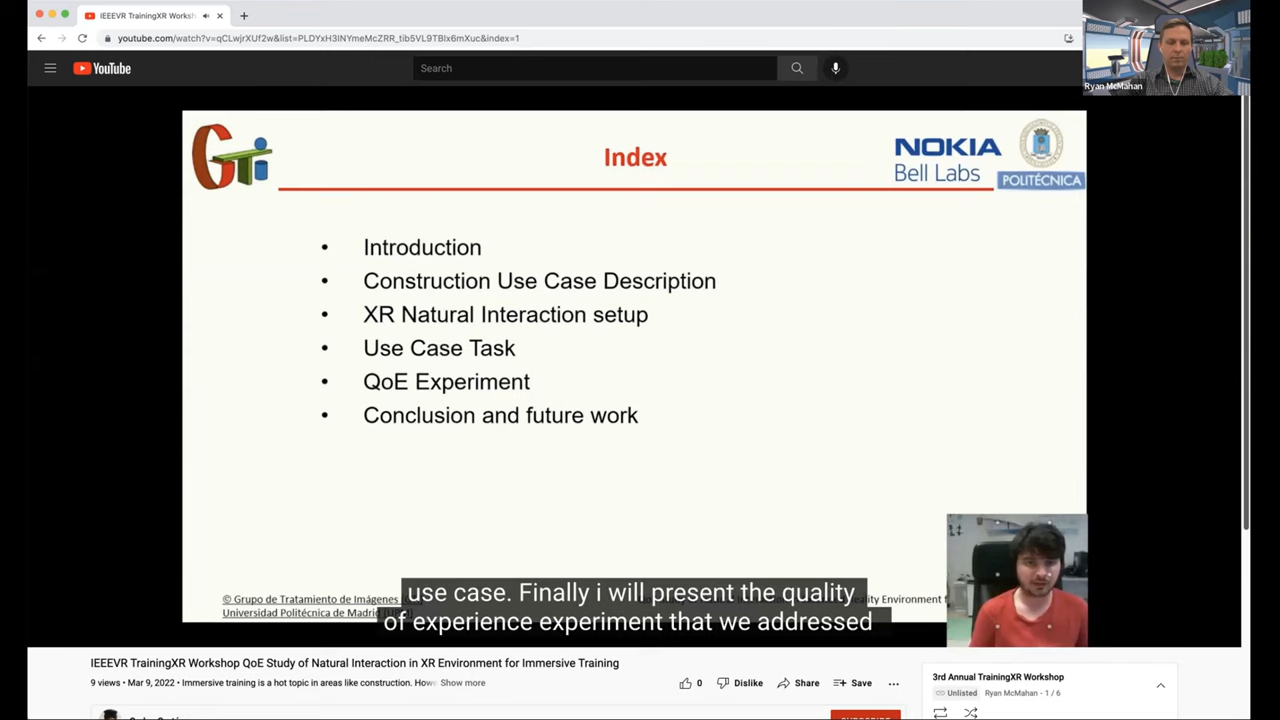 IEEEVR TrainingXR Worksh
youtube.com/watch?v=qCLwjrXUf2w&list=PLDYxH3INYmeMcZRR_tib5VL9TBlx6mXuc&index=1
YouTube
Search
Ryan McMahan
GTi
Index
NOKIA
Bell Labs
POLITÉCNICA
• Introduction
• Construction Use Case Description
• XR Natural Interaction setup
• Use Case Task
• QoE Experiment
• Conclusion and future work
use case. Finally i will present the quality
of experience experiment that we addressed
© Grupo de Tratamiento de Imágenes
Universidad Politécnica de Madrid
IEEEVR TrainingXR Workshop QoE Study of Natural Interaction in XR Environment for Immersive Training
9 views • Mar 9, 2022 • Immersive training is a hot topic in areas like construction. Howe Show more
0 Dislike Share Save
3rd Annual TrainingXR Workshop
Unlisted Ryan McMahan - 1 / 6